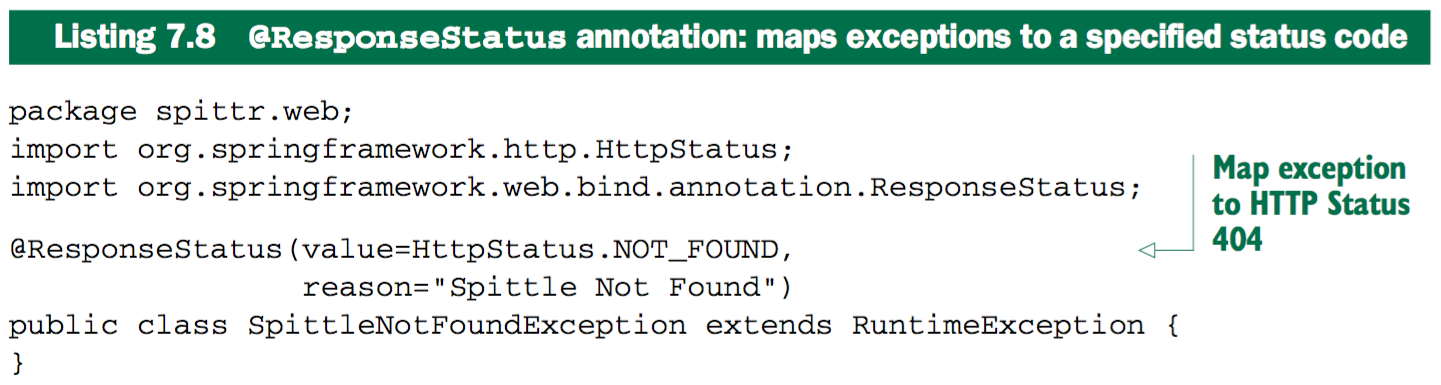 Listing 7.8 @ResponseStatus annotation: maps exceptions to a specified status code
package spittr.web;
import org.springframework.http.HttpStatus;
import org.springframework.web.bind.annotation.ResponseStatus;
@ResponseStatus(value=HttpStatus.NOT_FOUND,
reason="Spittle Not Found")
public class SpittleNotFoundException extends RuntimeException {
}
Map exception
to HTTP Status
404